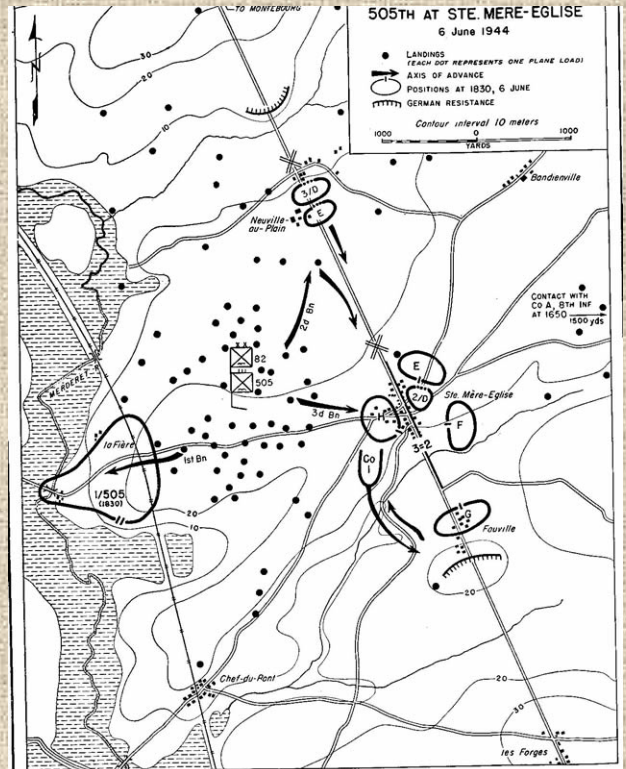 TO MONTEBOURG
505TH AT STE. MERE-EGLISE
6 June 1944
LANDINGS
(EACH DOT REPRESENTS ONE PLANE LOAD)
AXIS OF ADVANCE
POSITIONS AT 1830, 6 JUNE
GERMAN RESISTANCE
Contour interval 10 meters
1000 0 1000
YARDS
30
20
10
Bandienville
3/D
E
Neuville-
au-Plain
CONTACT WITH
CO A, 8TH INF
AT 1650
1500 yds
2d Bn
82
505
MERDERET
E
2/D
Ste. Mère-Eglise
3d Bn
H
F
3=2
la Fière
1st Bn
Co
I
1/505
(1830)
20
10
G
Fauville
20
Chef-du-Pont
20
30
les Forges